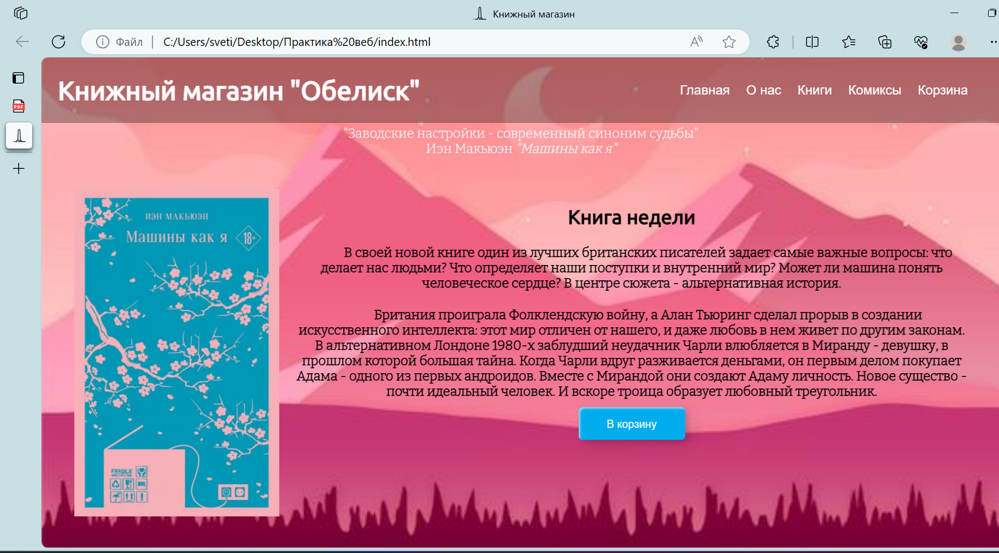 Книжный магазин
Файл
C:/Users/sveti/Desktop/Практика%20веб/index.html
PDF
Книжный магазин "Обелиск"
Главная О нас Книги Комиксы Корзина
"Заводские настройки - современный синоним судьбы"
Иэн Макьюэн "Машины как я"
ИЭН МАКЬЮЭН
Машины как я
18+
FRAGILE
Книга недели
В своей новой книге один из лучших британских писателей задает самые важные вопросы: что
делает нас людьми? Что определяет наши поступки и внутренний мир? Может ли машина понять
человеческое сердце? В центре сюжета - альтернативная история.
Британия проиграла Фолклендскую войну, а Алан Тьюринг сделал прорыв в создании
искусственного интеллекта: этот мир отличен от нашего, и даже любовь в нем живет по другим законам.
В альтернативном Лондоне 1980-х заблудший неудачник Чарли влюбляется в Миранду - девушку, в
прошлом которой большая тайна. Когда Чарли вдруг разживается деньгами, он первым делом покупает
Адама - одного из первых андроидов. Вместе с Мирандой они создают Адаму личность. Новое существо -
почти идеальный человек. И вскоре троица образует любовный треугольник.
В корзину